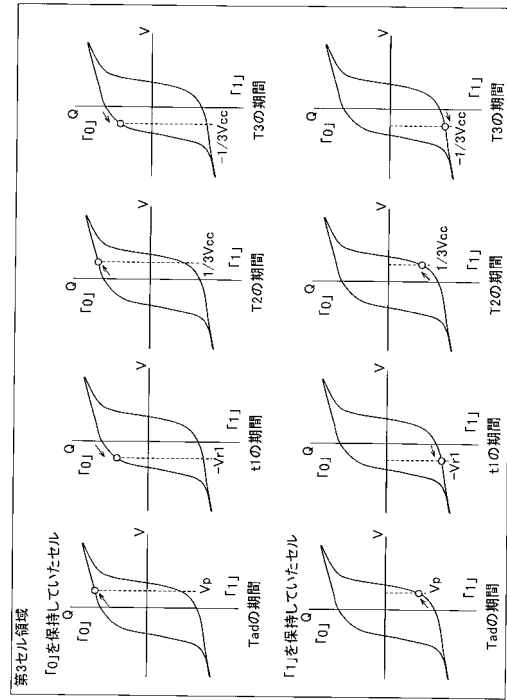 第3セル領域
「0」を保持していたセル
Q
「0」
Vp
「1」
Tadの期間
Q
「0」
V
-Vr1
「1」
t1の期間
Q
「0」
V
1/3Vcc
「1」
T2の期間
Q
「0」
V
-1/3Vcc
「1」
T3の期間
「1」を保持していたセル
Q
「0」
Vp
「1」
Tadの期間
Q
「0」
V
-Vr1
「1」
t1の期間
Q
「0」
V
1/3Vcc
「1」
T2の期間
Q
「0」
V
-1/3Vcc
「1」
T3の期間